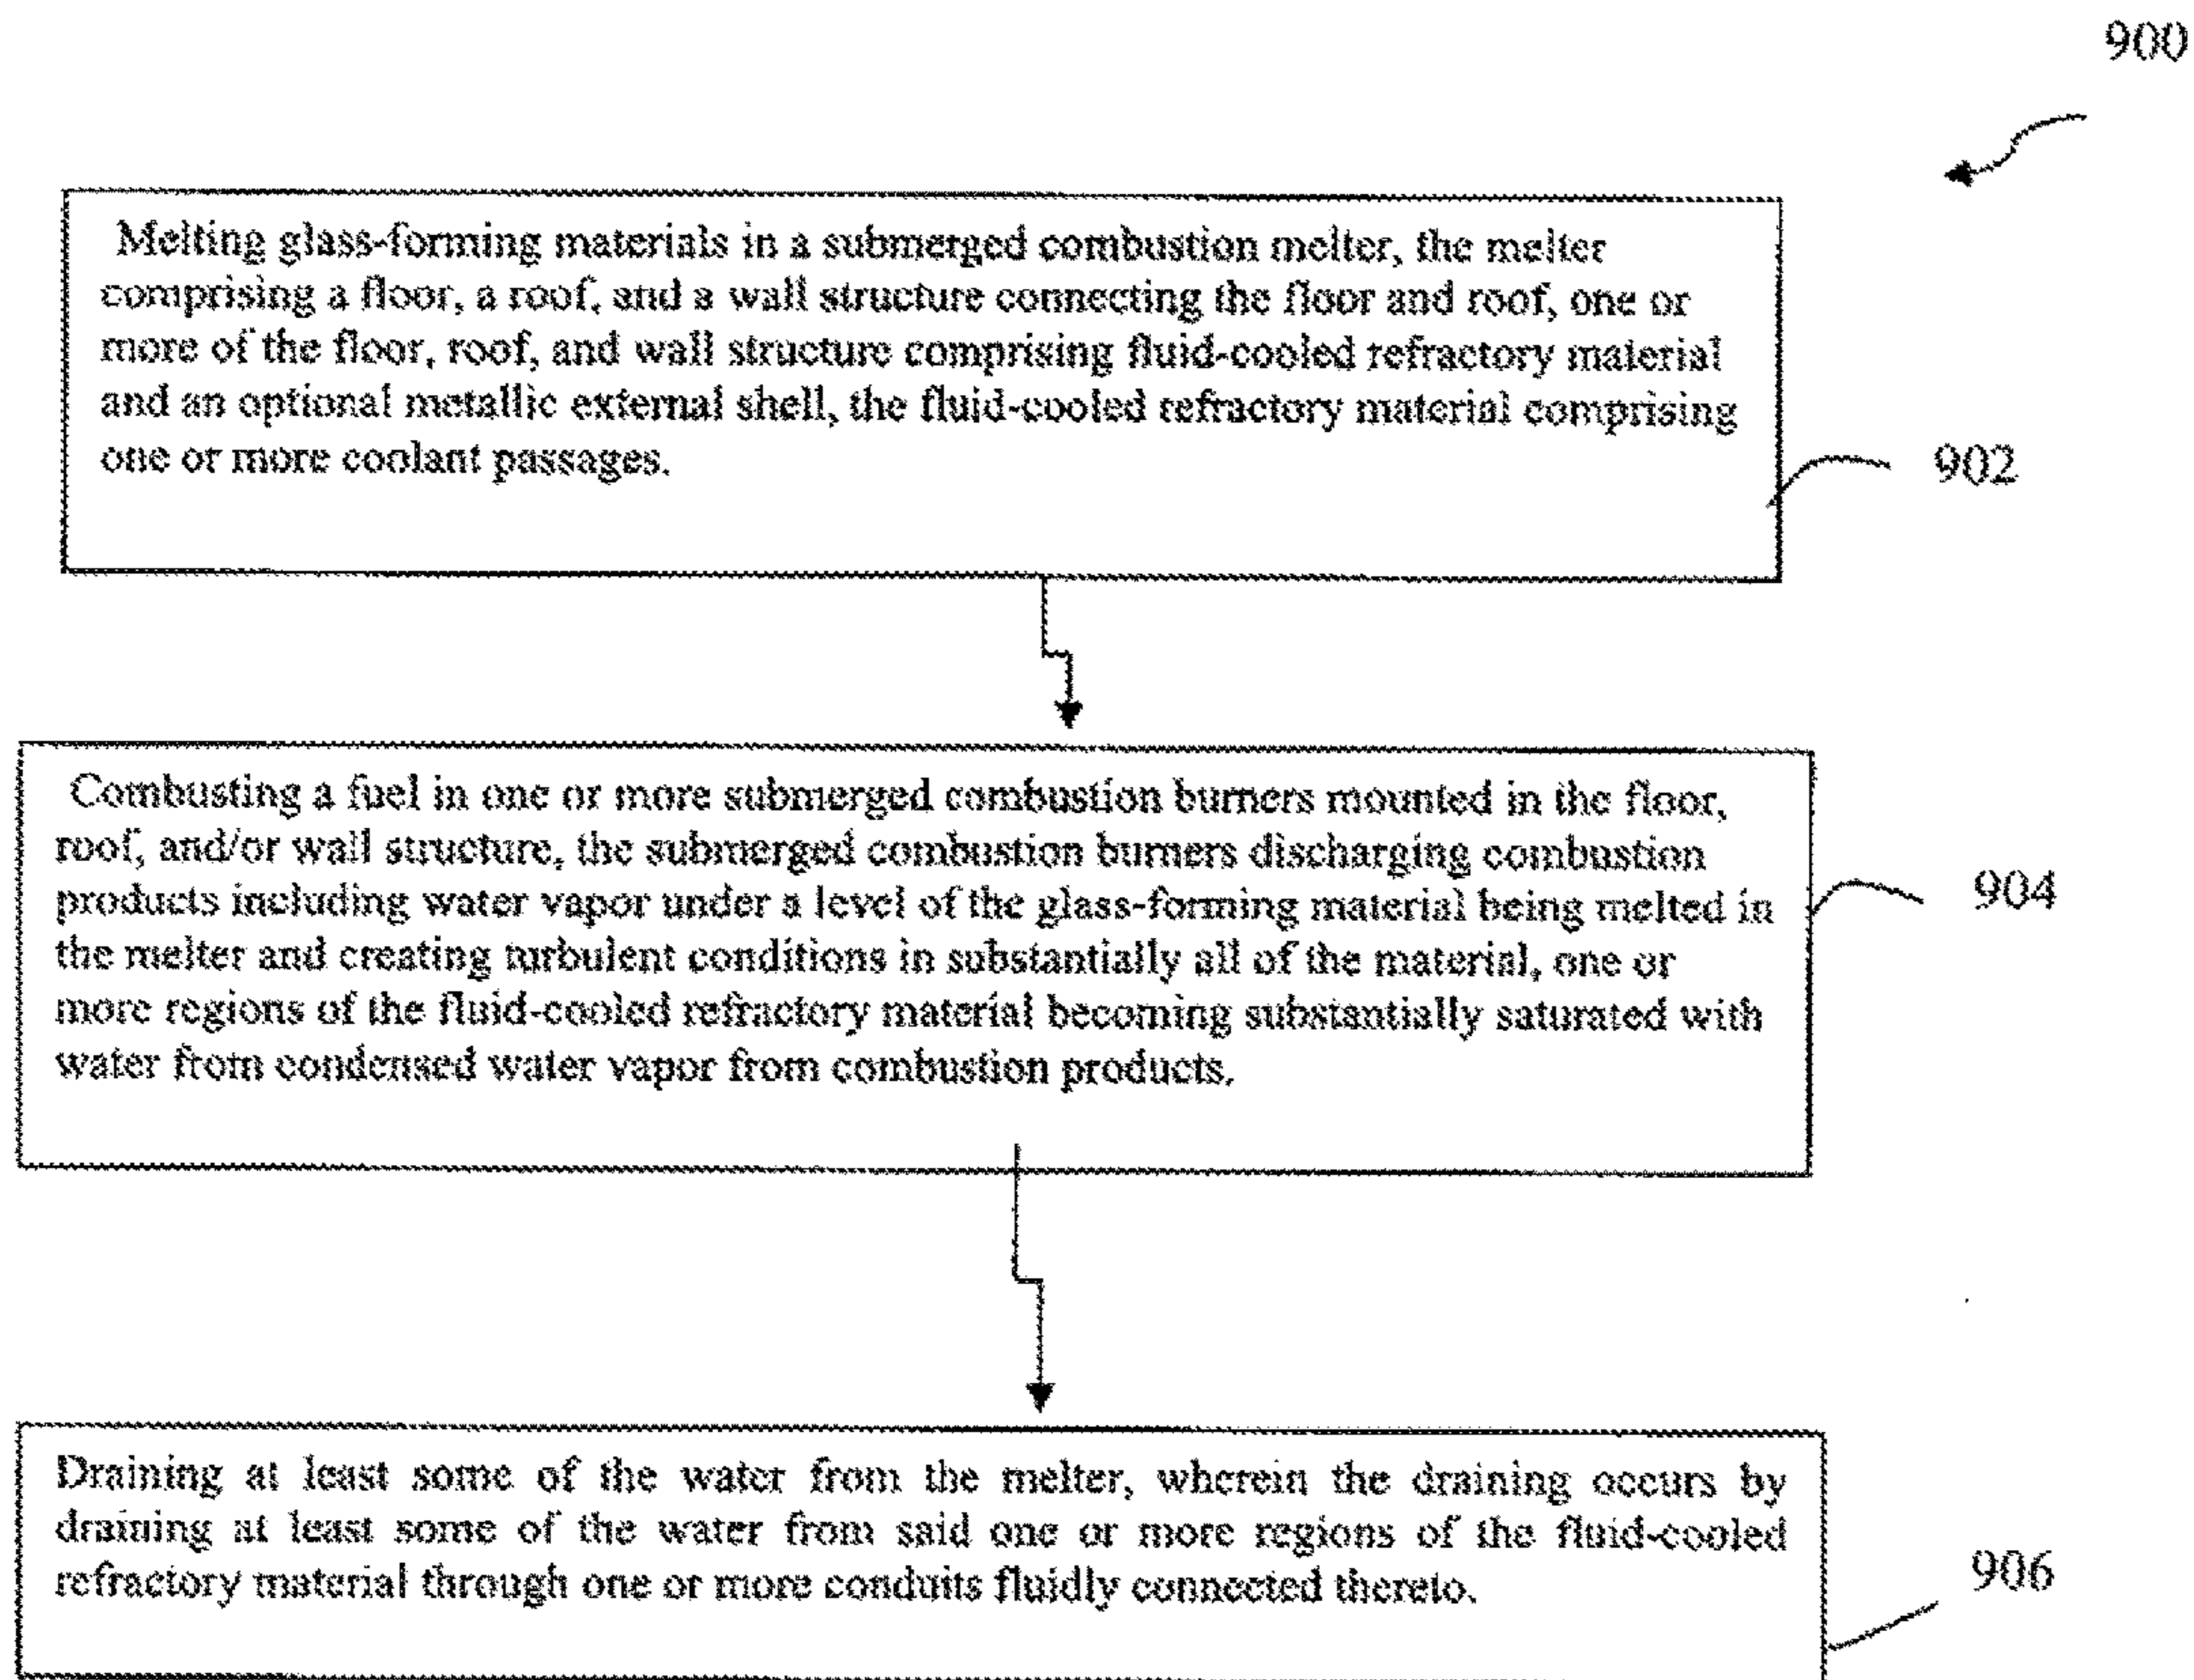 900
Melting glass-forming materials in a submerged combustion melter, the melter
comprising a floor, a roof, and a wall structure connecting the floor and roof, one or
more of the floor, roof, and wall structure comprising fluid-cooled refractory material
and an optional metallic external shell, the fluid-cooled refractory material comprising
one or more coolant passages.
902
Combusting a fuel in one or more submerged combustion burners mounted in the floor,
roof, and/or wall structure, the submerged combustion burners discharging combustion
products including water vapor under a level of the glass-forming material being melted in
the melter and creating turbulent conditions in substantially all of the material, one or
more regions of the fluid-cooled refractory material becoming substantially saturated with
water from condensed water vapor from combustion products.
904
Draining at least some of the water from the melter, wherein the draining occurs by
draining at least some of the water from said one or more regions of the fluid-cooled
refractory material through one or more conduits fluidly connected thereto.
906